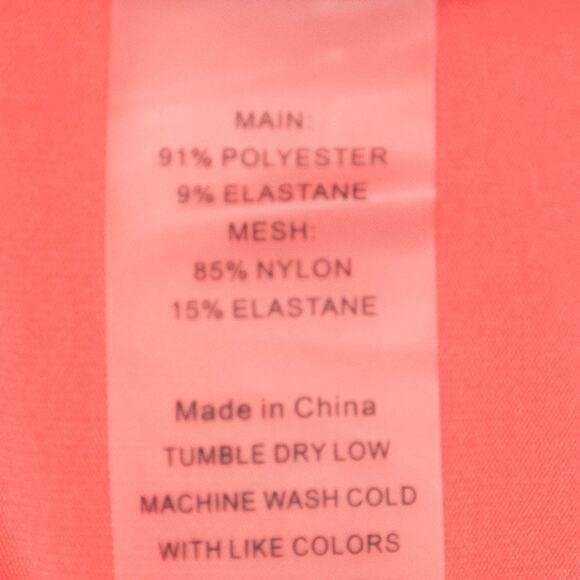 MAIN:
91% POLYESTER
9% ELASTANE
MESH:
85% NYLON
15% ELASTANE
Made in China
TUMBLE DRY LOW
MACHINE WASH COLD
WITH LIKE COLORS